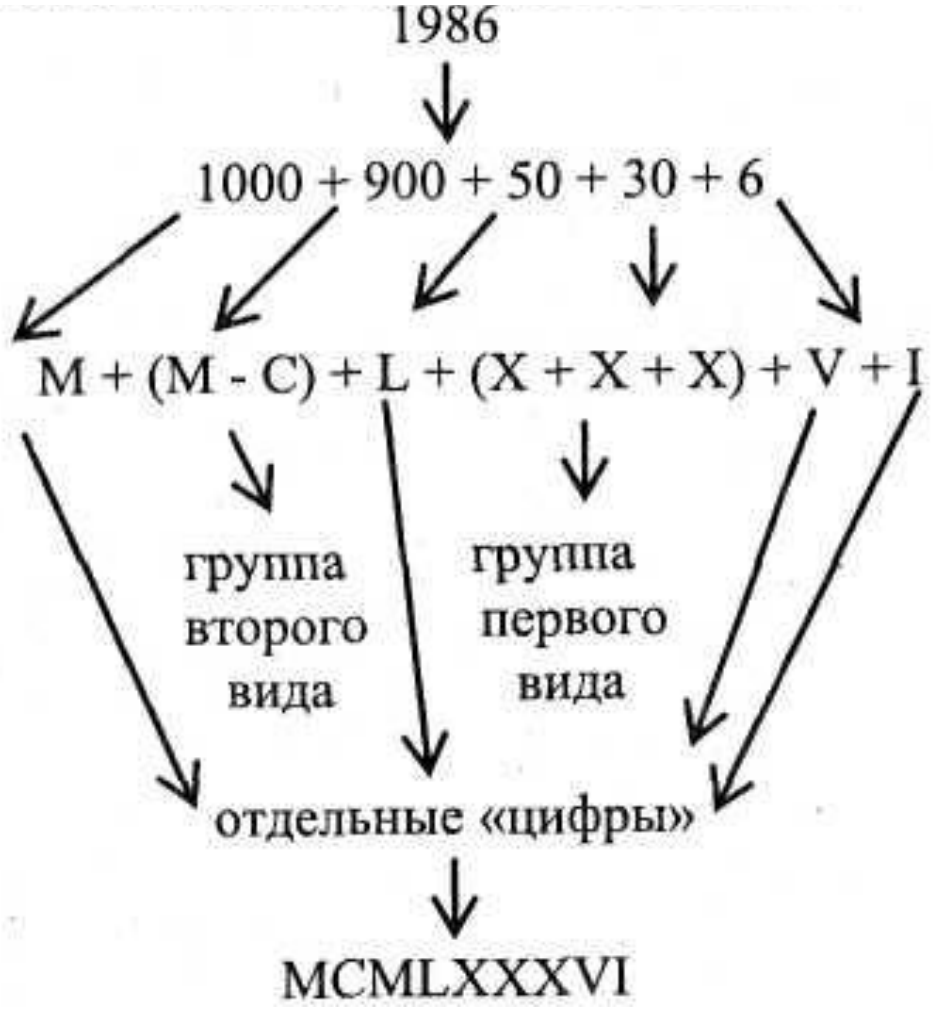 1986
1000 + 900 + 50 + 30 + 6
M + (M - C) + L + (X + X + X) + V + I
группа
второго
вида
группа
первого
вида
отдельные «цифры»
MCMLXXXVI